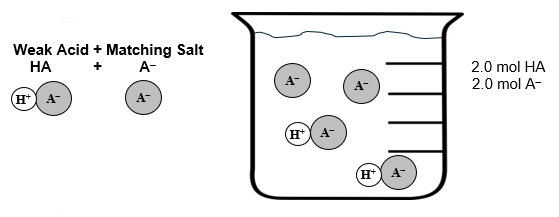 Weak Acid + Matching Salt
HA + A⁻
H⁺ A⁻ A⁻
A⁻ A⁻
H⁺ A⁻
H⁺ A⁻
2.0 mol HA
2.0 mol A⁻